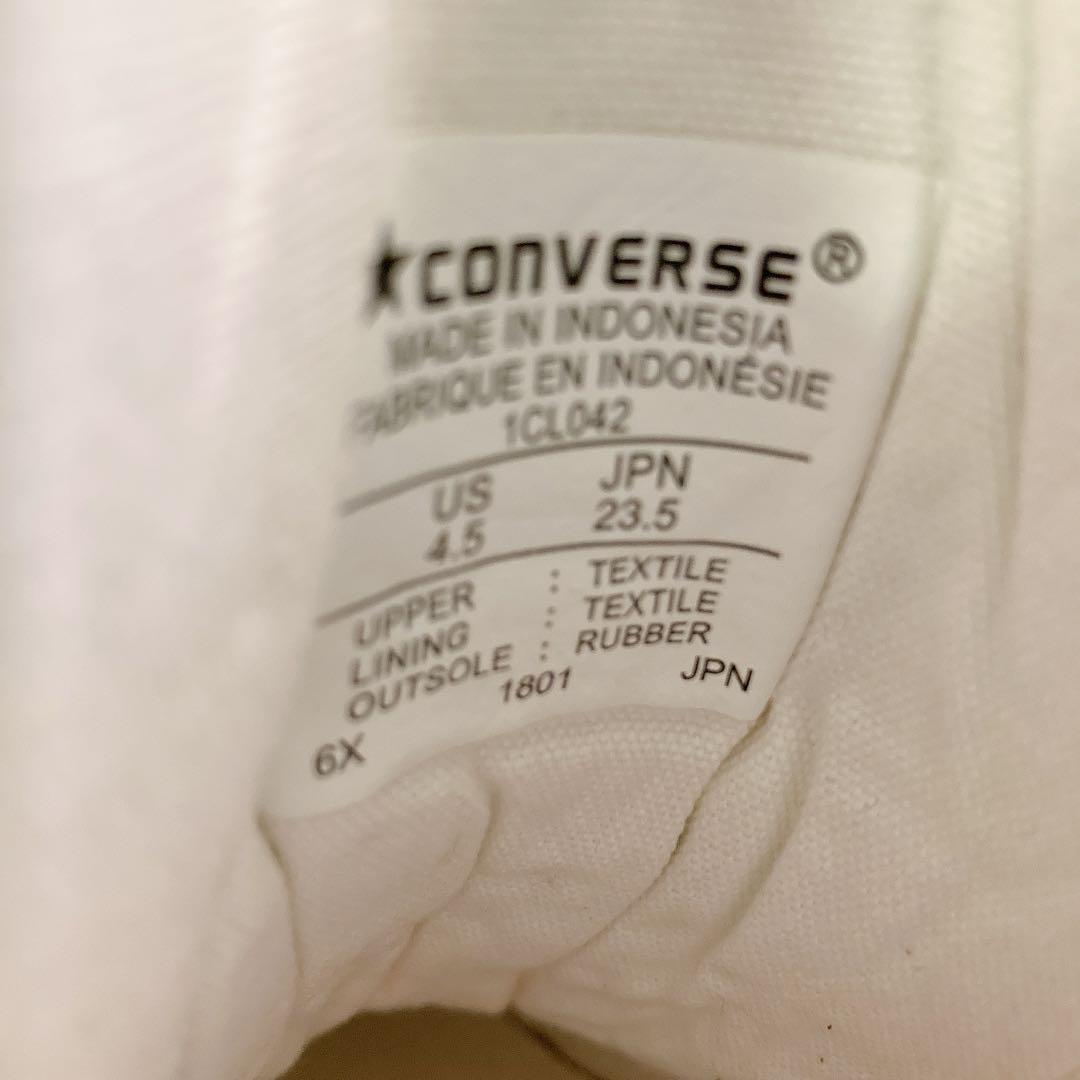 ★CONVERSE®
MADE IN INDONESIA
FABRIQUE EN INDONÉSIE
1CL042
US JPN
4.5 23.5
UPPER : TEXTILE
LINING : TEXTILE
OUTSOLE : RUBBER
1801 JPN
6X